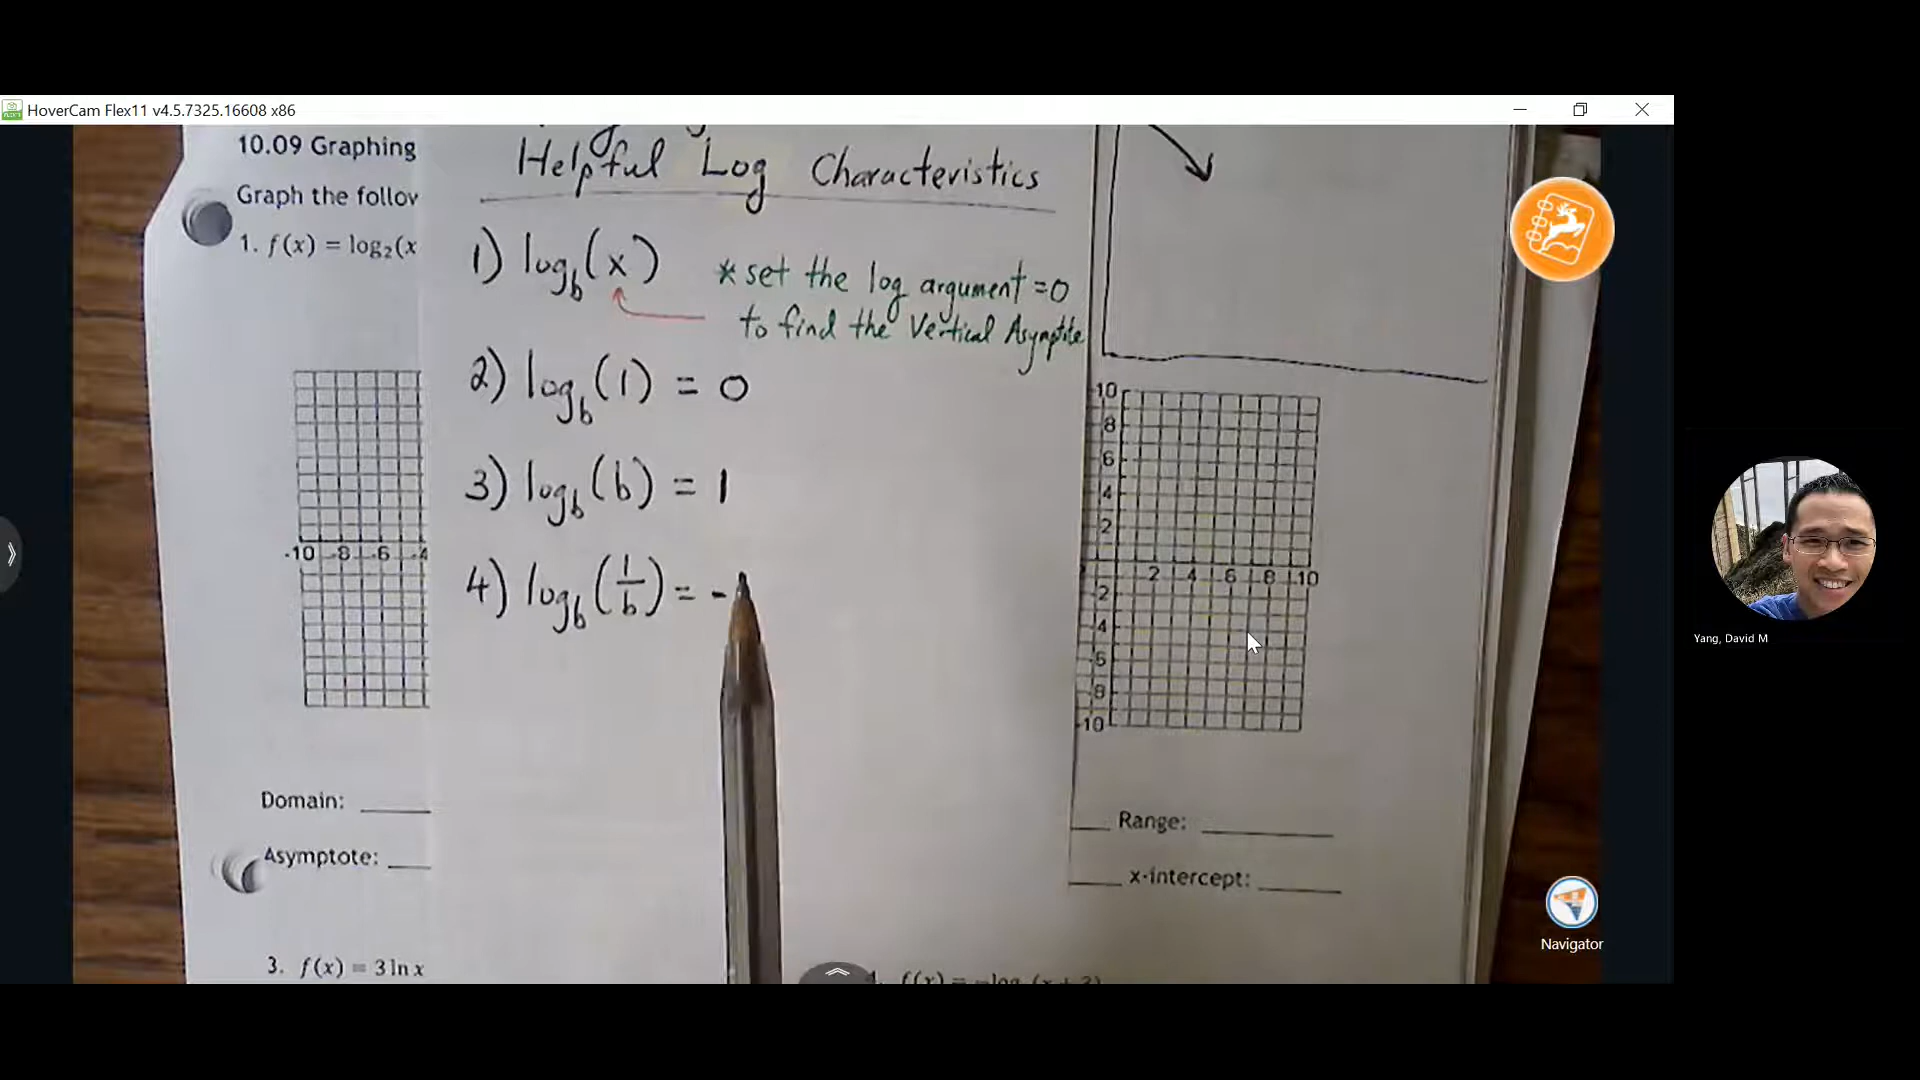 HoverCam Flex11 v4.5.7325.16608 x86
10.09 Graphing
Helpful Log Characteristics
Graph the follow
1. f(x) = log₂(x
1) log_b(x)
*set the log argument =0
to find the Vertical Asymptote
2) log_b(1) = 0
3) log_b(b) = 1
4) log_b(1/b) = -
-10 -8 -6 -4
10
8
6
4
2
2 4 6 8 10
-2
-4
-6
-8
-10
Domain:
Range:
Asymptote:
x-intercept:
3. f(x) = 3 ln x
Navigator
Yang, David M